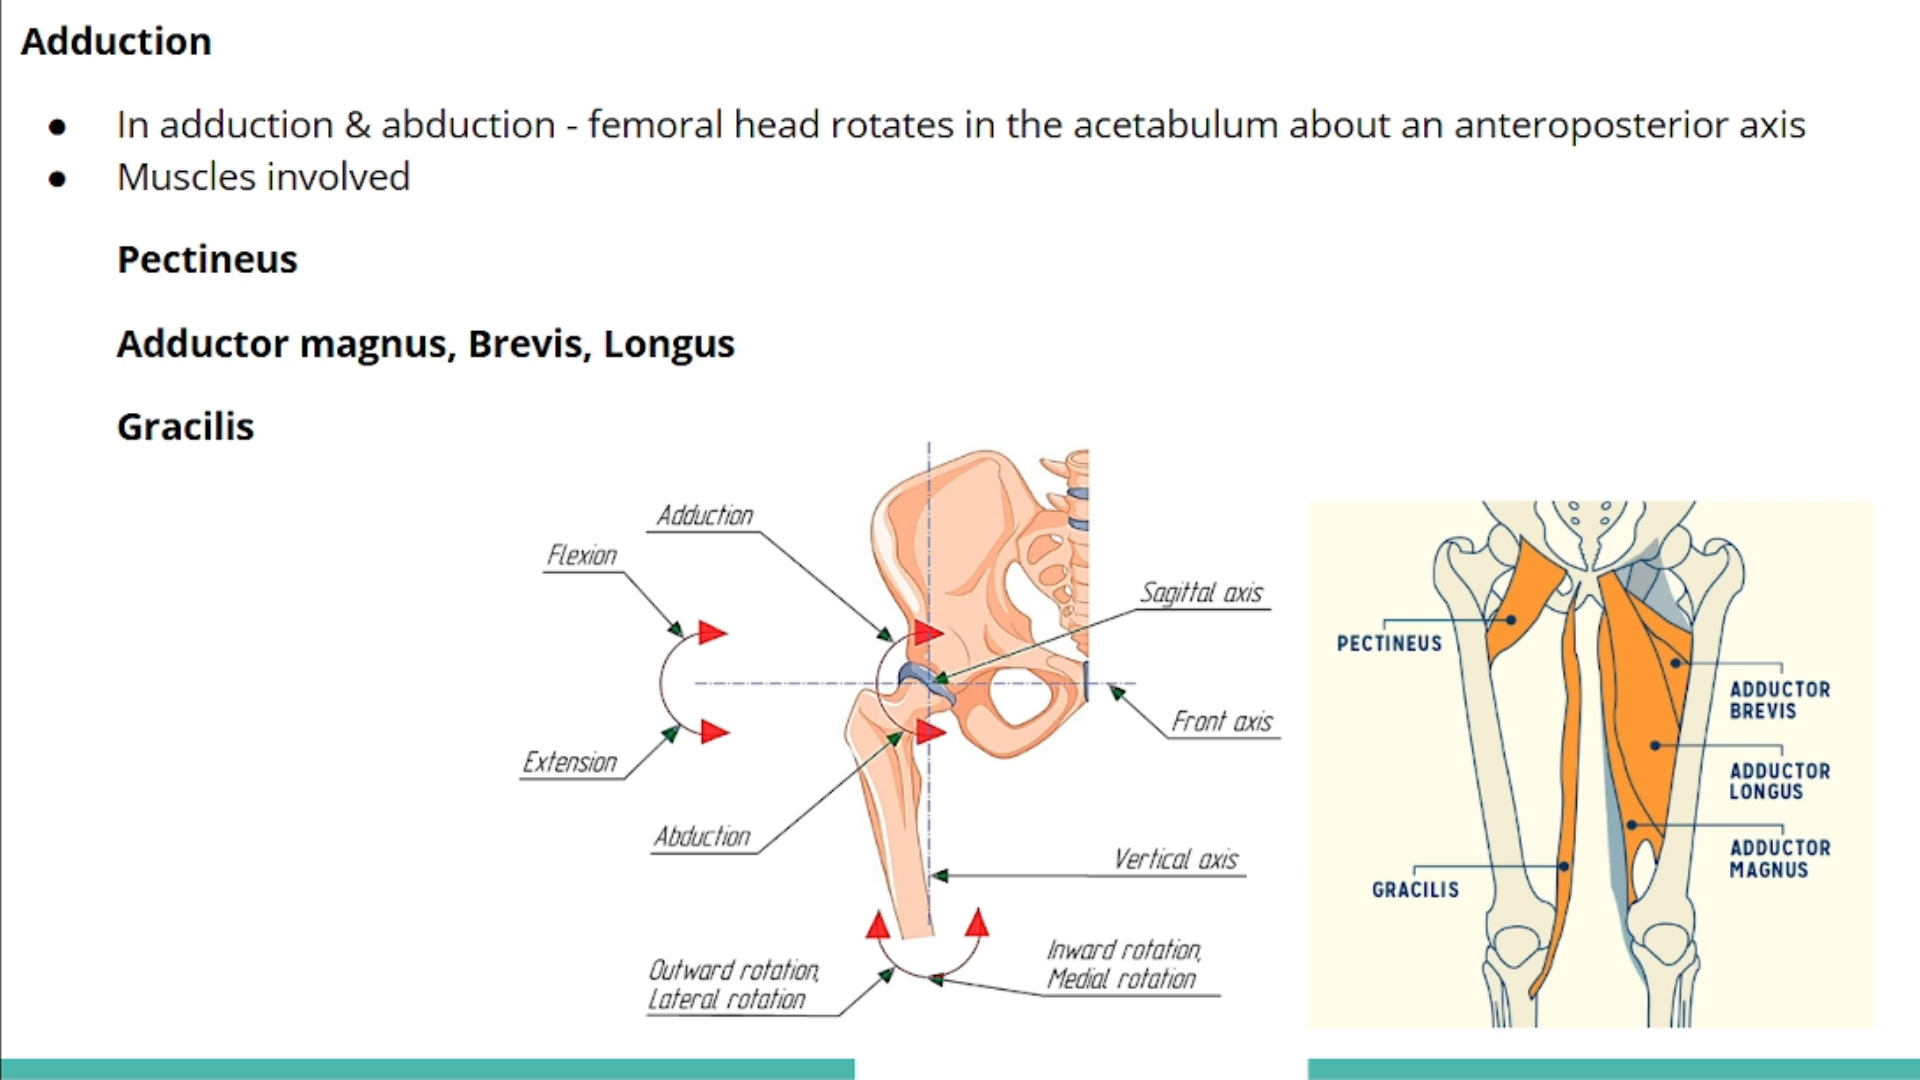 Adduction
● In adduction & abduction - femoral head rotates in the acetabulum about an anteroposterior axis
● Muscles involved
Pectineus
Adductor magnus, Brevis, Longus
Gracilis
Adduction
Flexion
Sagittal axis
Front axis
Extension
Abduction
Vertical axis
Outward rotation,
Lateral rotation
Inward rotation,
Medial rotation
PECTINEUS
ADDUCTOR
BREVIS
ADDUCTOR
LONGUS
ADDUCTOR
MAGNUS
GRACILIS